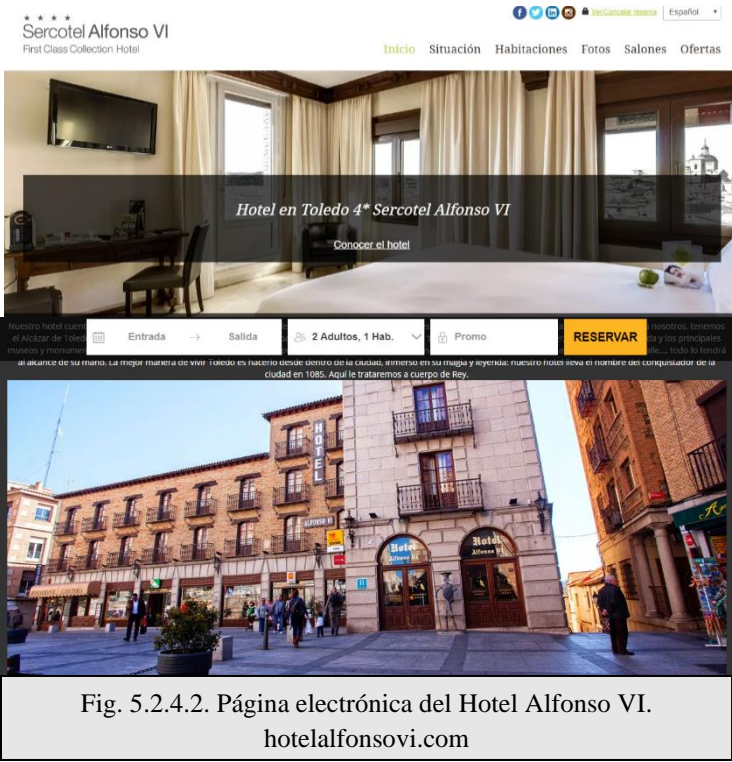 Sercotel Alfonso VI
First Class Collection Hotel
Ver/Cancelar reserva
Español
Inicio Situación Habitaciones Fotos Salones Ofertas
Hotel en Toledo 4* Sercotel Alfonso VI
Conocer el hotel
Nuestro hotel cuent nosotros, tenemos
el Alcázar de Toled y los principales
museos y monume todo lo tendrá
Entrada → Salida 2 Adultos, 1 Hab. Promo RESERVAR
al alcance de su mano. La mejor manera de vivir Toledo es hacerlo desde dentro de la ciudad, inmerso en su magia y leyenda: nuestro hotel lleva el nombre del conquistador de la
ciudad en 1085. Aquí le trataremos a cuerpo de Rey.
HOTEL
ALFONSO VI
Hotel
Alfonso VI
Hotel
Alfonso VI
H
Fig. 5.2.4.2. Página electrónica del Hotel Alfonso VI.
hotelalfonsovi.com